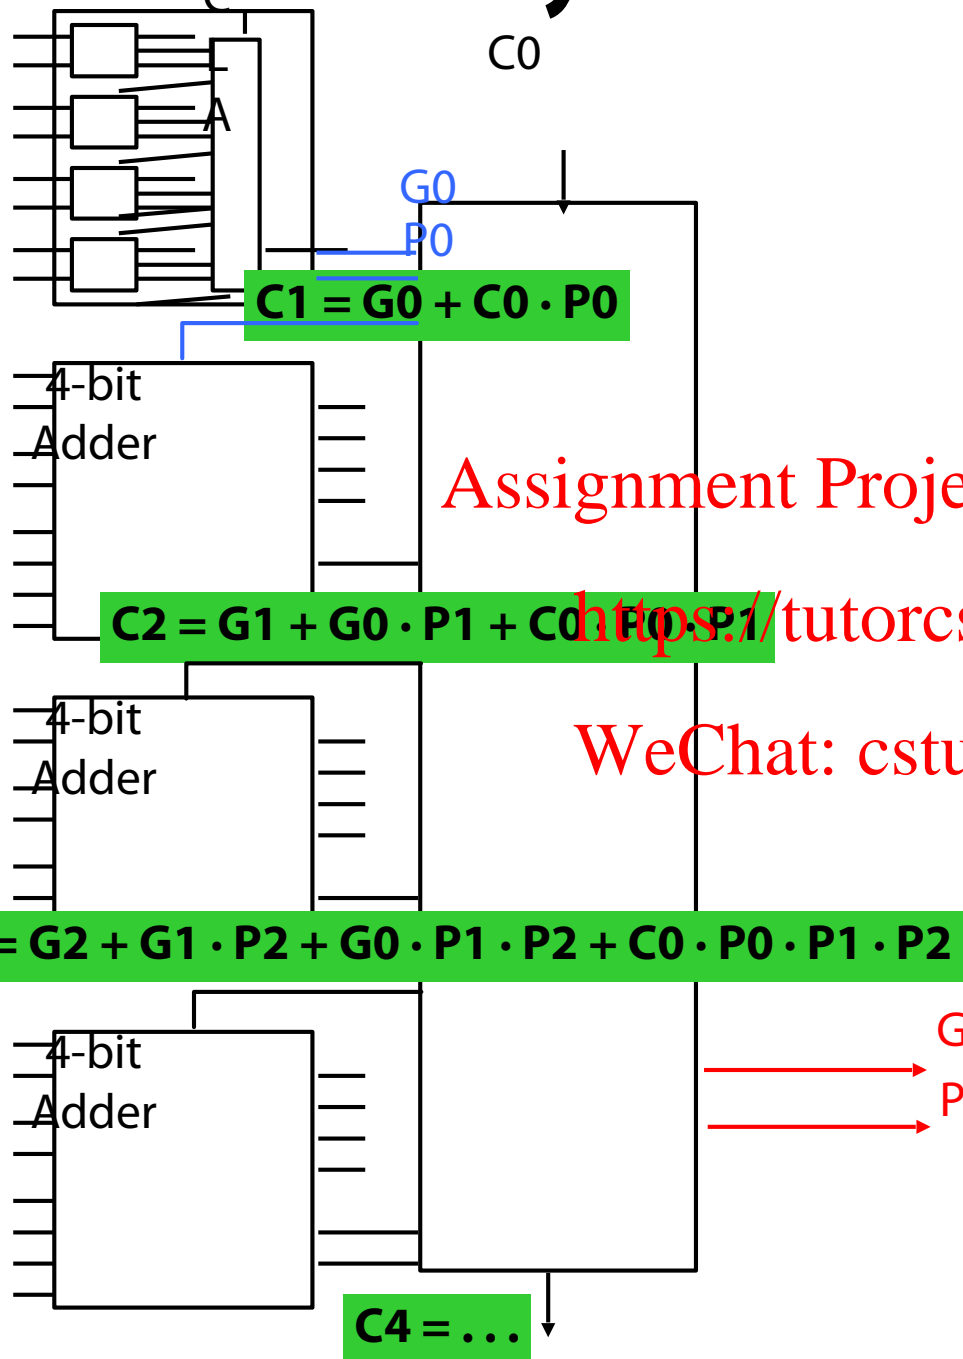 C
L
A
C0
G0
P0
C1 = G0 + C0 · P0
4-bit
Adder
Assignment Proje
C2 = G1 + G0 · P1 + C0 · P0 · P1
https://tutorcs
4-bit
Adder
WeChat: cstu
= G2 + G1 · P2 + G0 · P1 · P2 + C0 · P0 · P1 · P2
G
4-bit
Adder
P
C4 = . . .